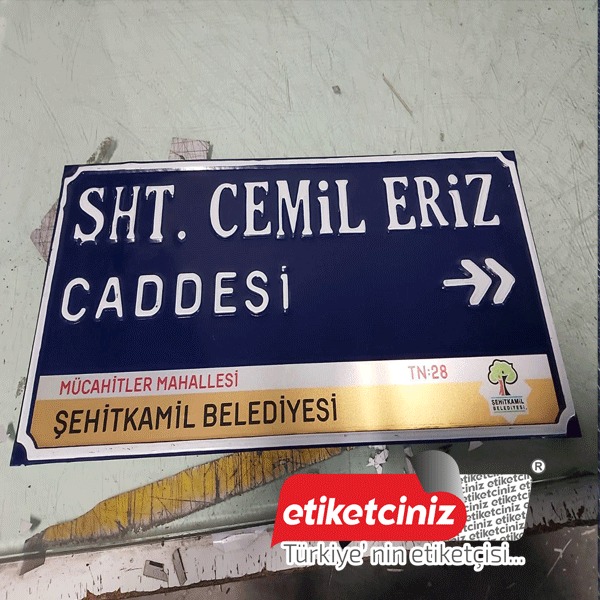 SHT. CEMİL ERİZ
CADDESİ
MÜCAHİTLER MAHALLESİ TN:28
ŞEHİTKAMİL BELEDİYESİ
ŞEHİTKAMİL
BELEDİYESİ
etiketciniz ®
Türkiye' nin etiketçisi...